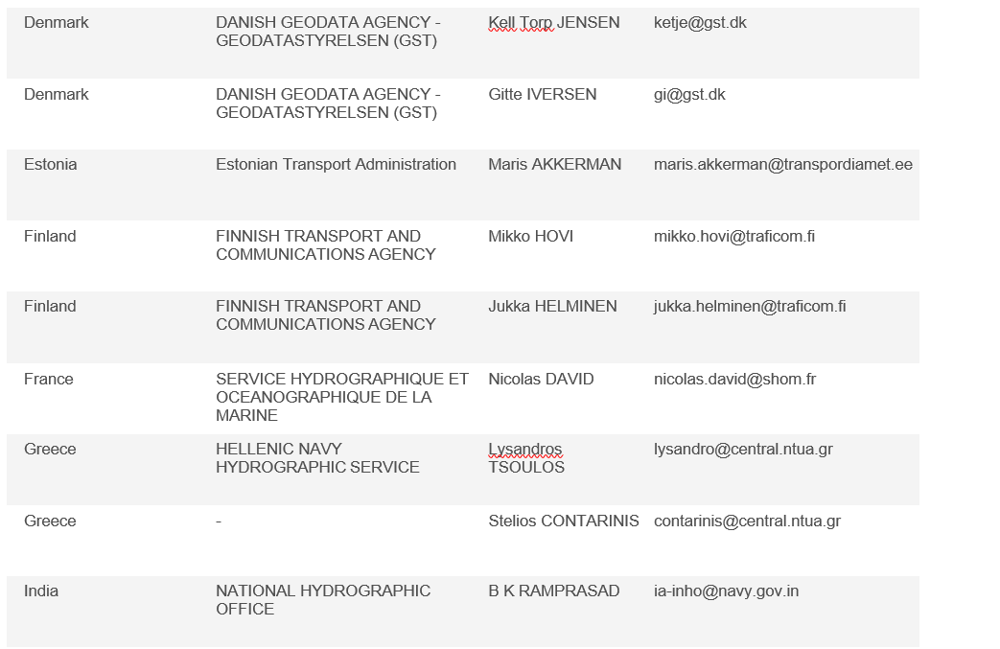 Denmark DANISH GEODATA AGENCY - Kell Torp JENSEN ketje@gst.dk
GEODATASTYRELSEN (GST)
Denmark DANISH GEODATA AGENCY - Gitte IVERSEN gi@gst.dk
GEODATASTYRELSEN (GST)
Estonia Estonian Transport Administration Maris AKKERMAN maris.akkerman@transpordiamet.ee
Finland FINNISH TRANSPORT AND Mikko HOVI mikko.hovi@traficom.fi
COMMUNICATIONS AGENCY
Finland FINNISH TRANSPORT AND Jukka HELMINEN jukka.helminen@traficom.fi
COMMUNICATIONS AGENCY
France SERVICE HYDROGRAPHIQUE ET Nicolas DAVID nicolas.david@shom.fr
OCEANOGRAPHIQUE DE LA
MARINE
Greece HELLENIC NAVY Lysandros lysandro@central.ntua.gr
HYDROGRAPHIC SERVICE TSOULOS
Greece - Stelios CONTARINIS contarinis@central.ntua.gr
India NATIONAL HYDROGRAPHIC B K RAMPRASAD ia-inho@navy.gov.in
OFFICE